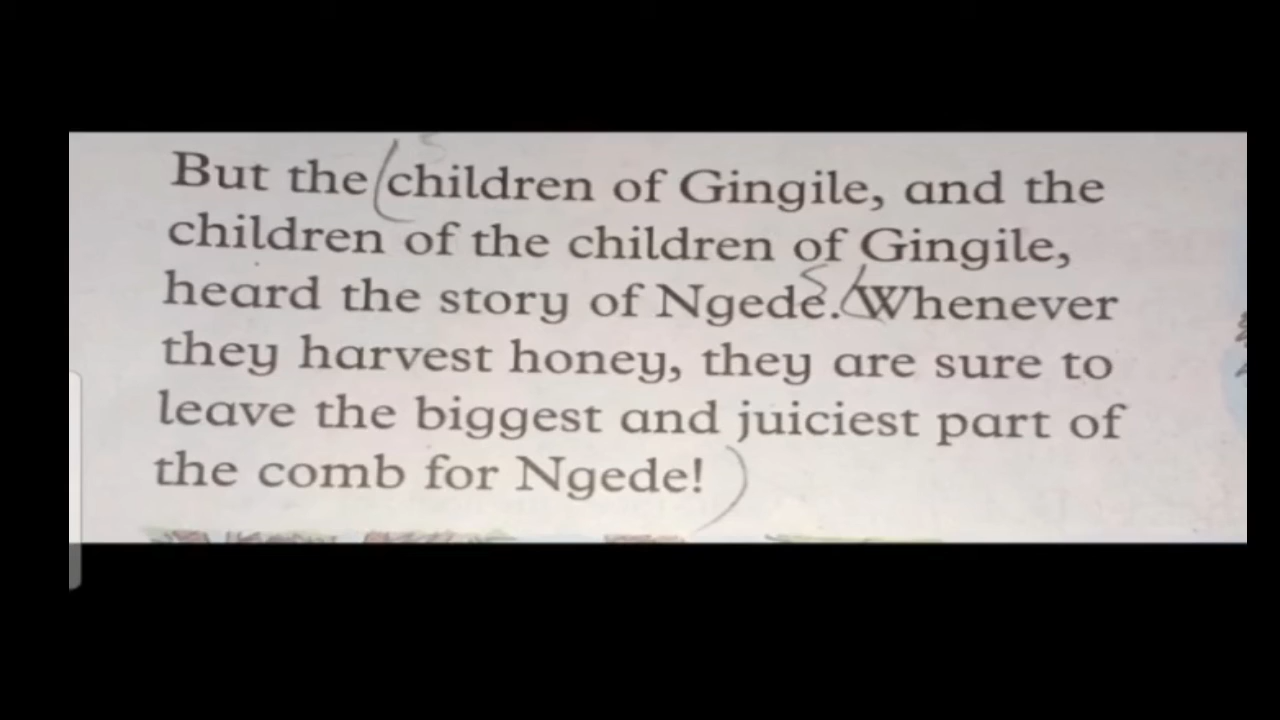 But the children of Gingile, and the
children of the children of Gingile,
heard the story of Ngede. Whenever
they harvest honey, they are sure to
leave the biggest and juiciest part of
the comb for Ngede!